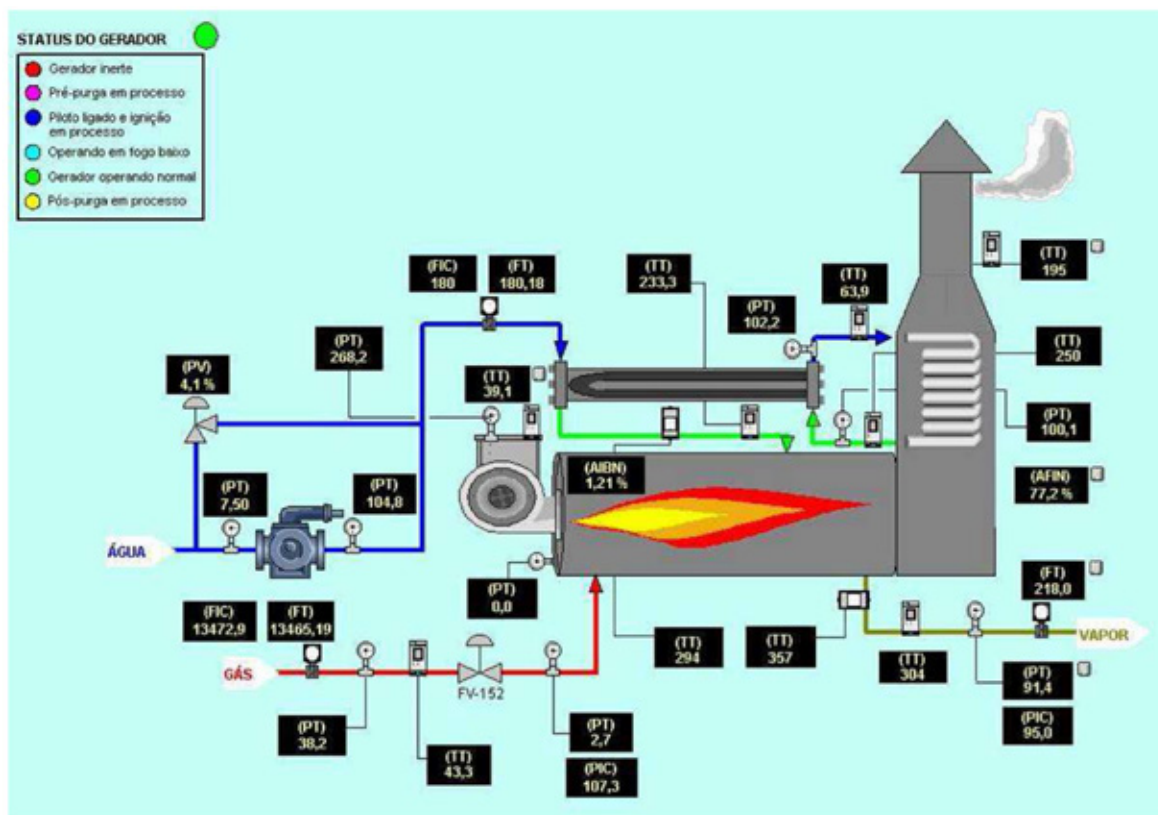 STATUS DO GERADOR
Gerador inerte
Pré-purga em processo
Piloto ligado e ignição
em processo
Operando em fogo baixo
Gerador operando normal
Pós-purga em processo
(FIC)
180
(FT)
180,18
(TT)
233,3
(TT)
63,9
(TT)
195
(PT)
102,2
(PT)
268,2
(TT)
250
(PV)
4,1 %
(TT)
39,1
(PT)
100,1
(AIBN)
1,21 %
(AFIN)
77,2 %
(PT)
7,50
(PT)
104,8
ÁGUA
(PT)
0,0
(FT)
218,0
(FIC)
13472,9
(FT)
13465,19
(TT)
294
(TT)
357
(TT)
304
VAPOR
GÁS
FV-152
(PT)
91,4
(PT)
38,2
(PT)
2,7
(PIC)
95,0
(TT)
43,3
(PIC)
107,3